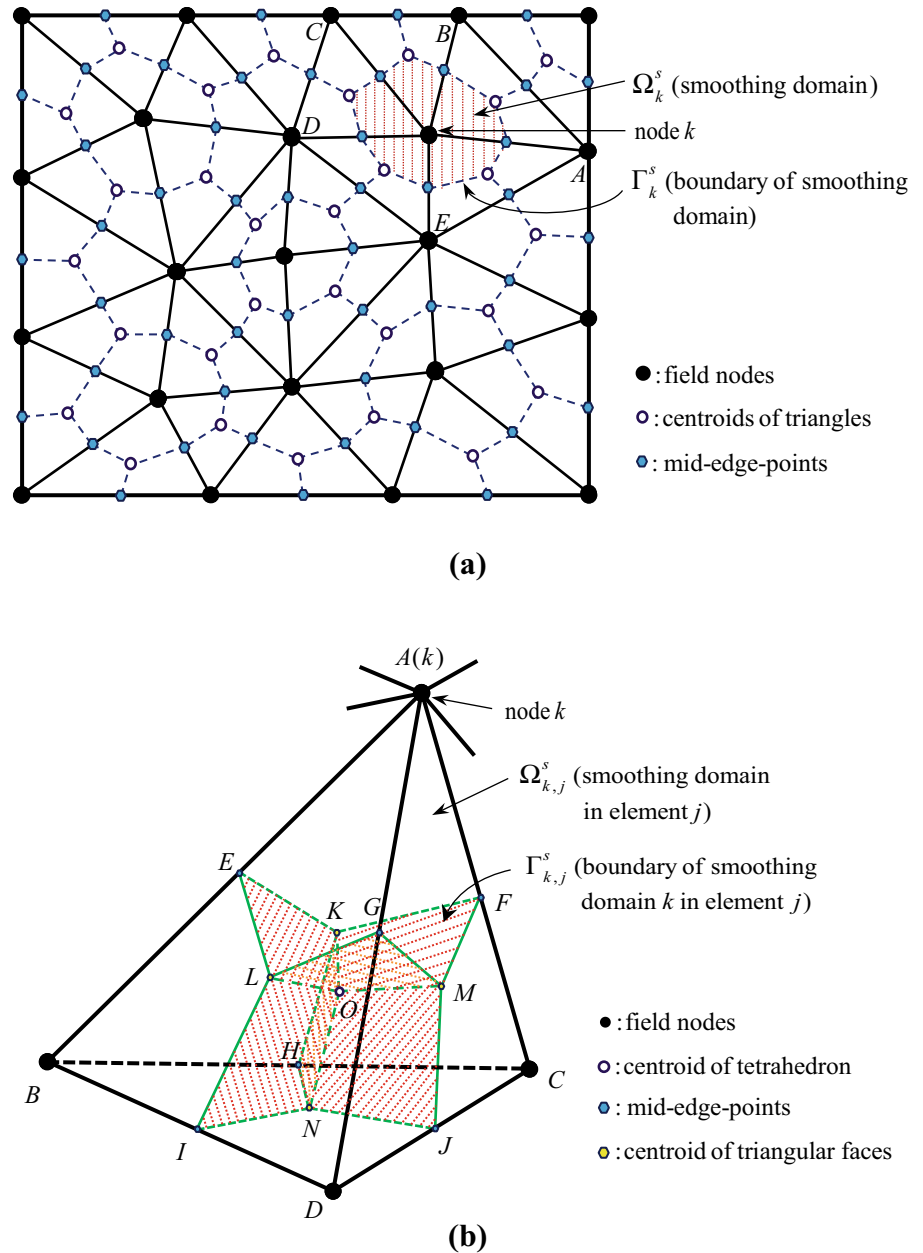 C
B
Ω^s_k (smoothing domain)
node k
D
A
Γ^s_k (boundary of smoothing
domain)
E
: field nodes
: centroids of triangles
: mid-edge-points
(a)
A(k)
node k
Ω^s_{k,j} (smoothing domain
in element j)
E
Γ^s_{k,j} (boundary of smoothing
domain k in element j)
K
G
F
L
O
M
H
B
C
N
I
J
D
: field nodes
: centroid of tetrahedron
: mid-edge-points
: centroid of triangular faces
(b)